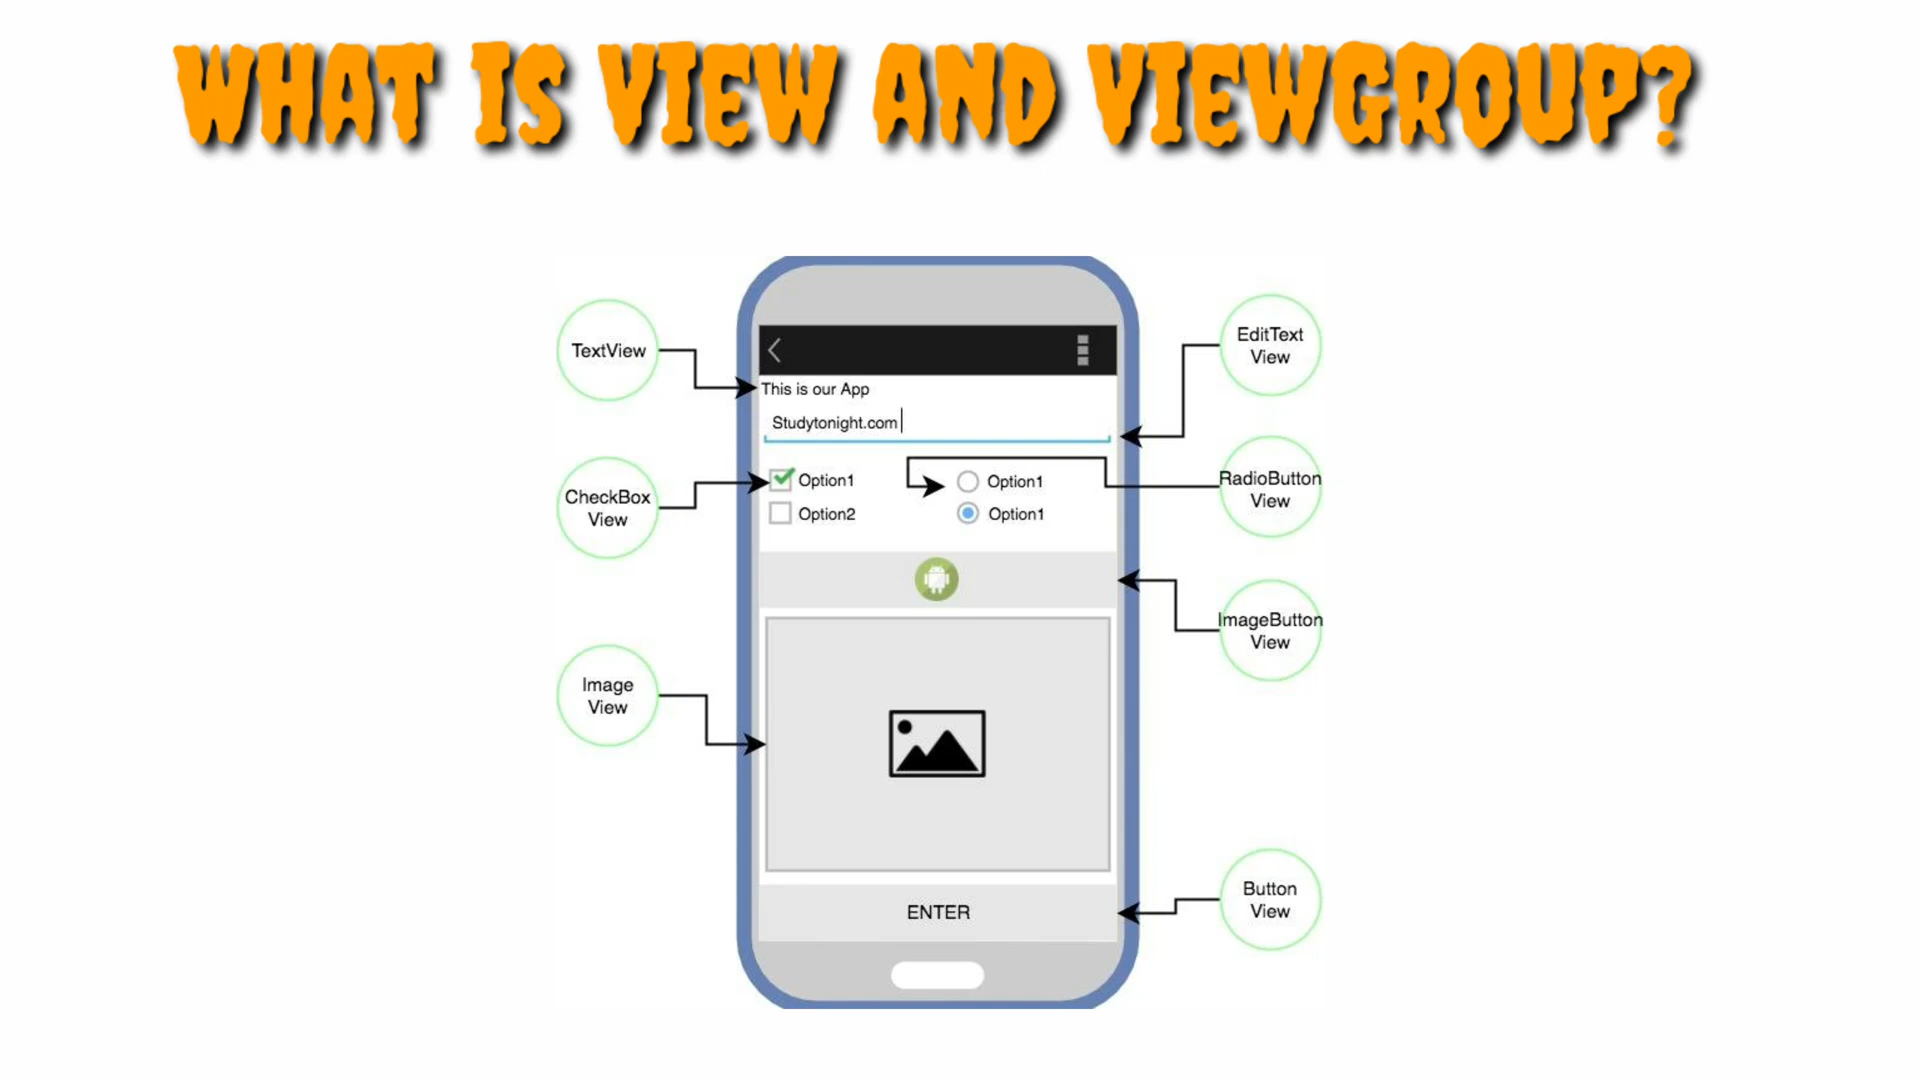 WHAT IS VIEW AND VIEWGROUP?
TextView
EditText
View
This is our App
Studytonight.com
CheckBox
View
Option1
Option2
Option1
Option1
RadioButton
View
ImageButton
View
Image
View
ENTER
Button
View